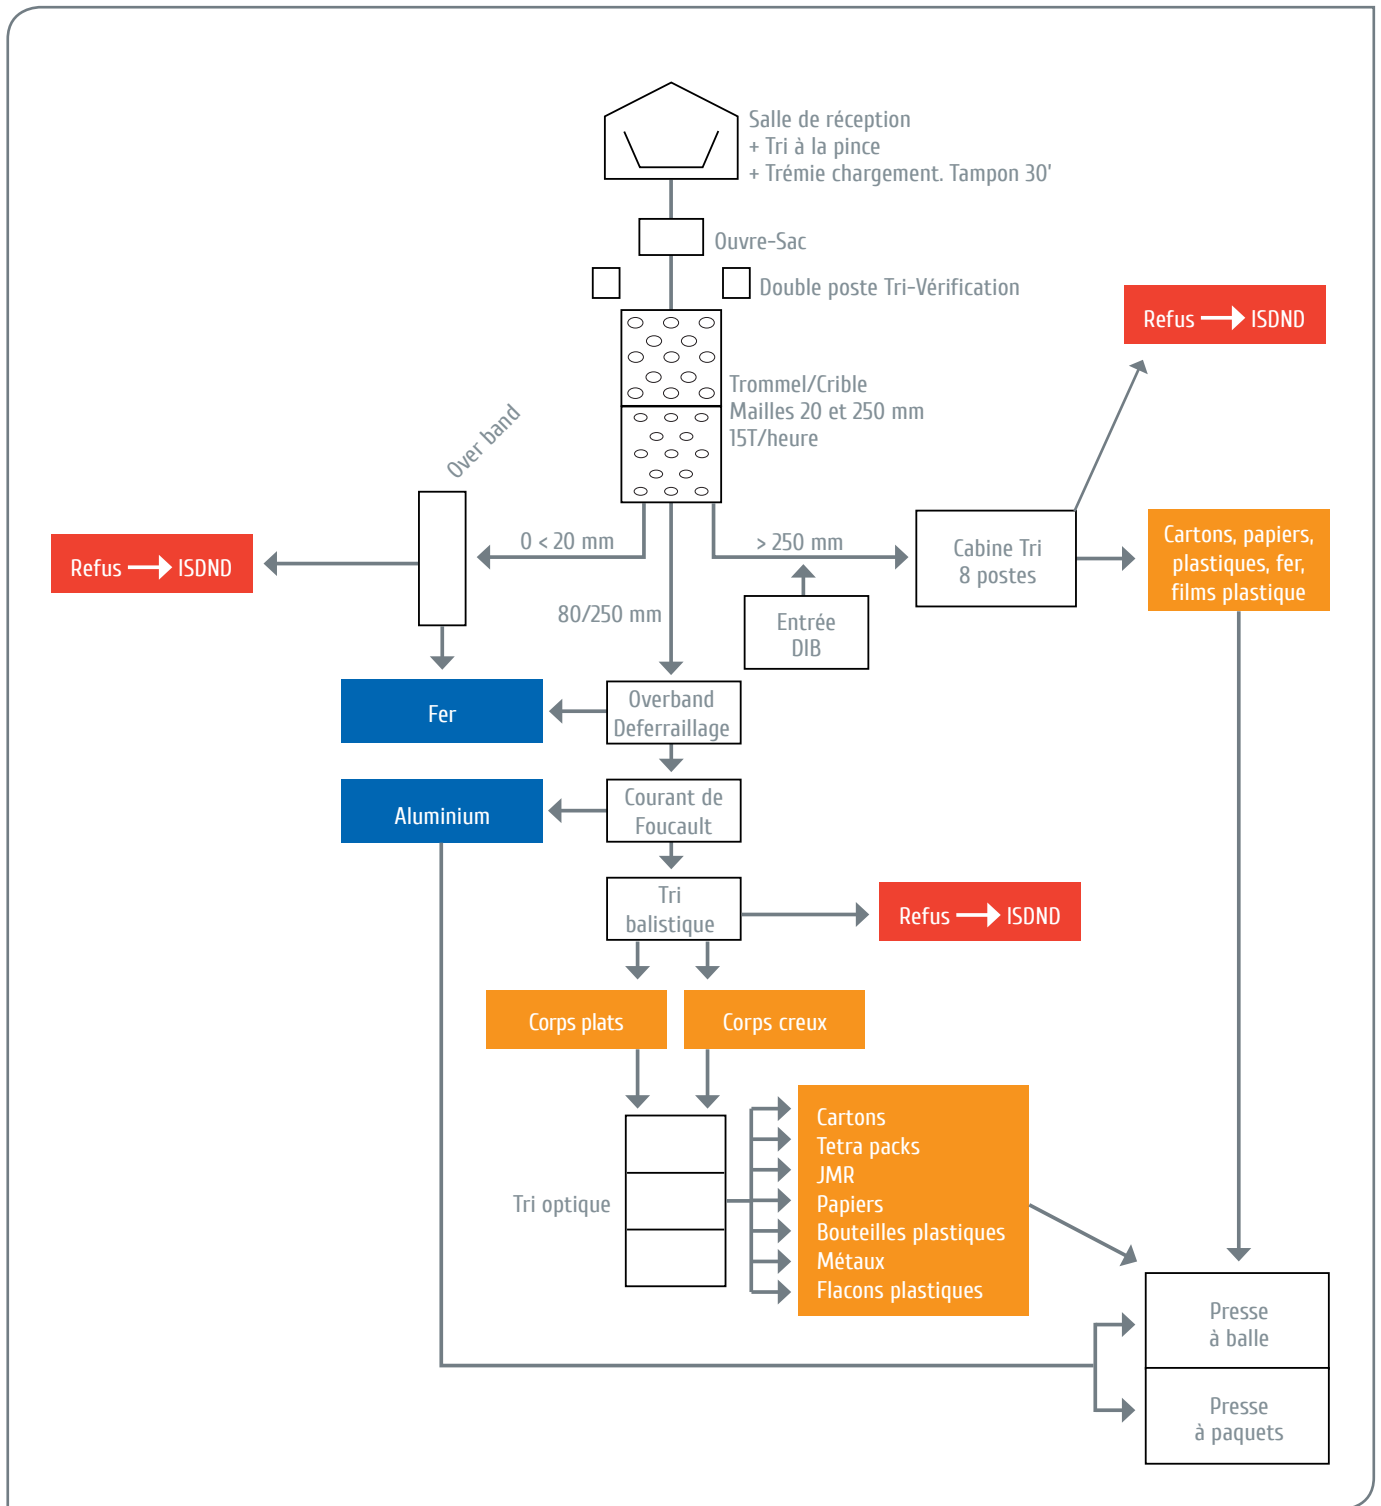 Salle de réception
+ Tri à la pince
+ Trémie chargement. Tampon 30'
Ouvre-Sac
Double poste Tri-Vérification
Refus → ISDND
Trommel/Crible
Mailles 20 et 250 mm
15T/heure
Over band
0 < 20 mm
> 250 mm
Refus → ISDND
Cabine Tri
8 postes
Cartons, papiers,
plastiques, fer,
films plastique
80/250 mm
Entrée
DIB
Fer
Overband
Deferraillage
Aluminium
Courant de
Foucault
Tri
balistique
Refus → ISDND
Corps plats
Corps creux
Tri optique
Cartons
Tetra packs
JMR
Papiers
Bouteilles plastiques
Métaux
Flacons plastiques
Presse
à balle
Presse
à paquets